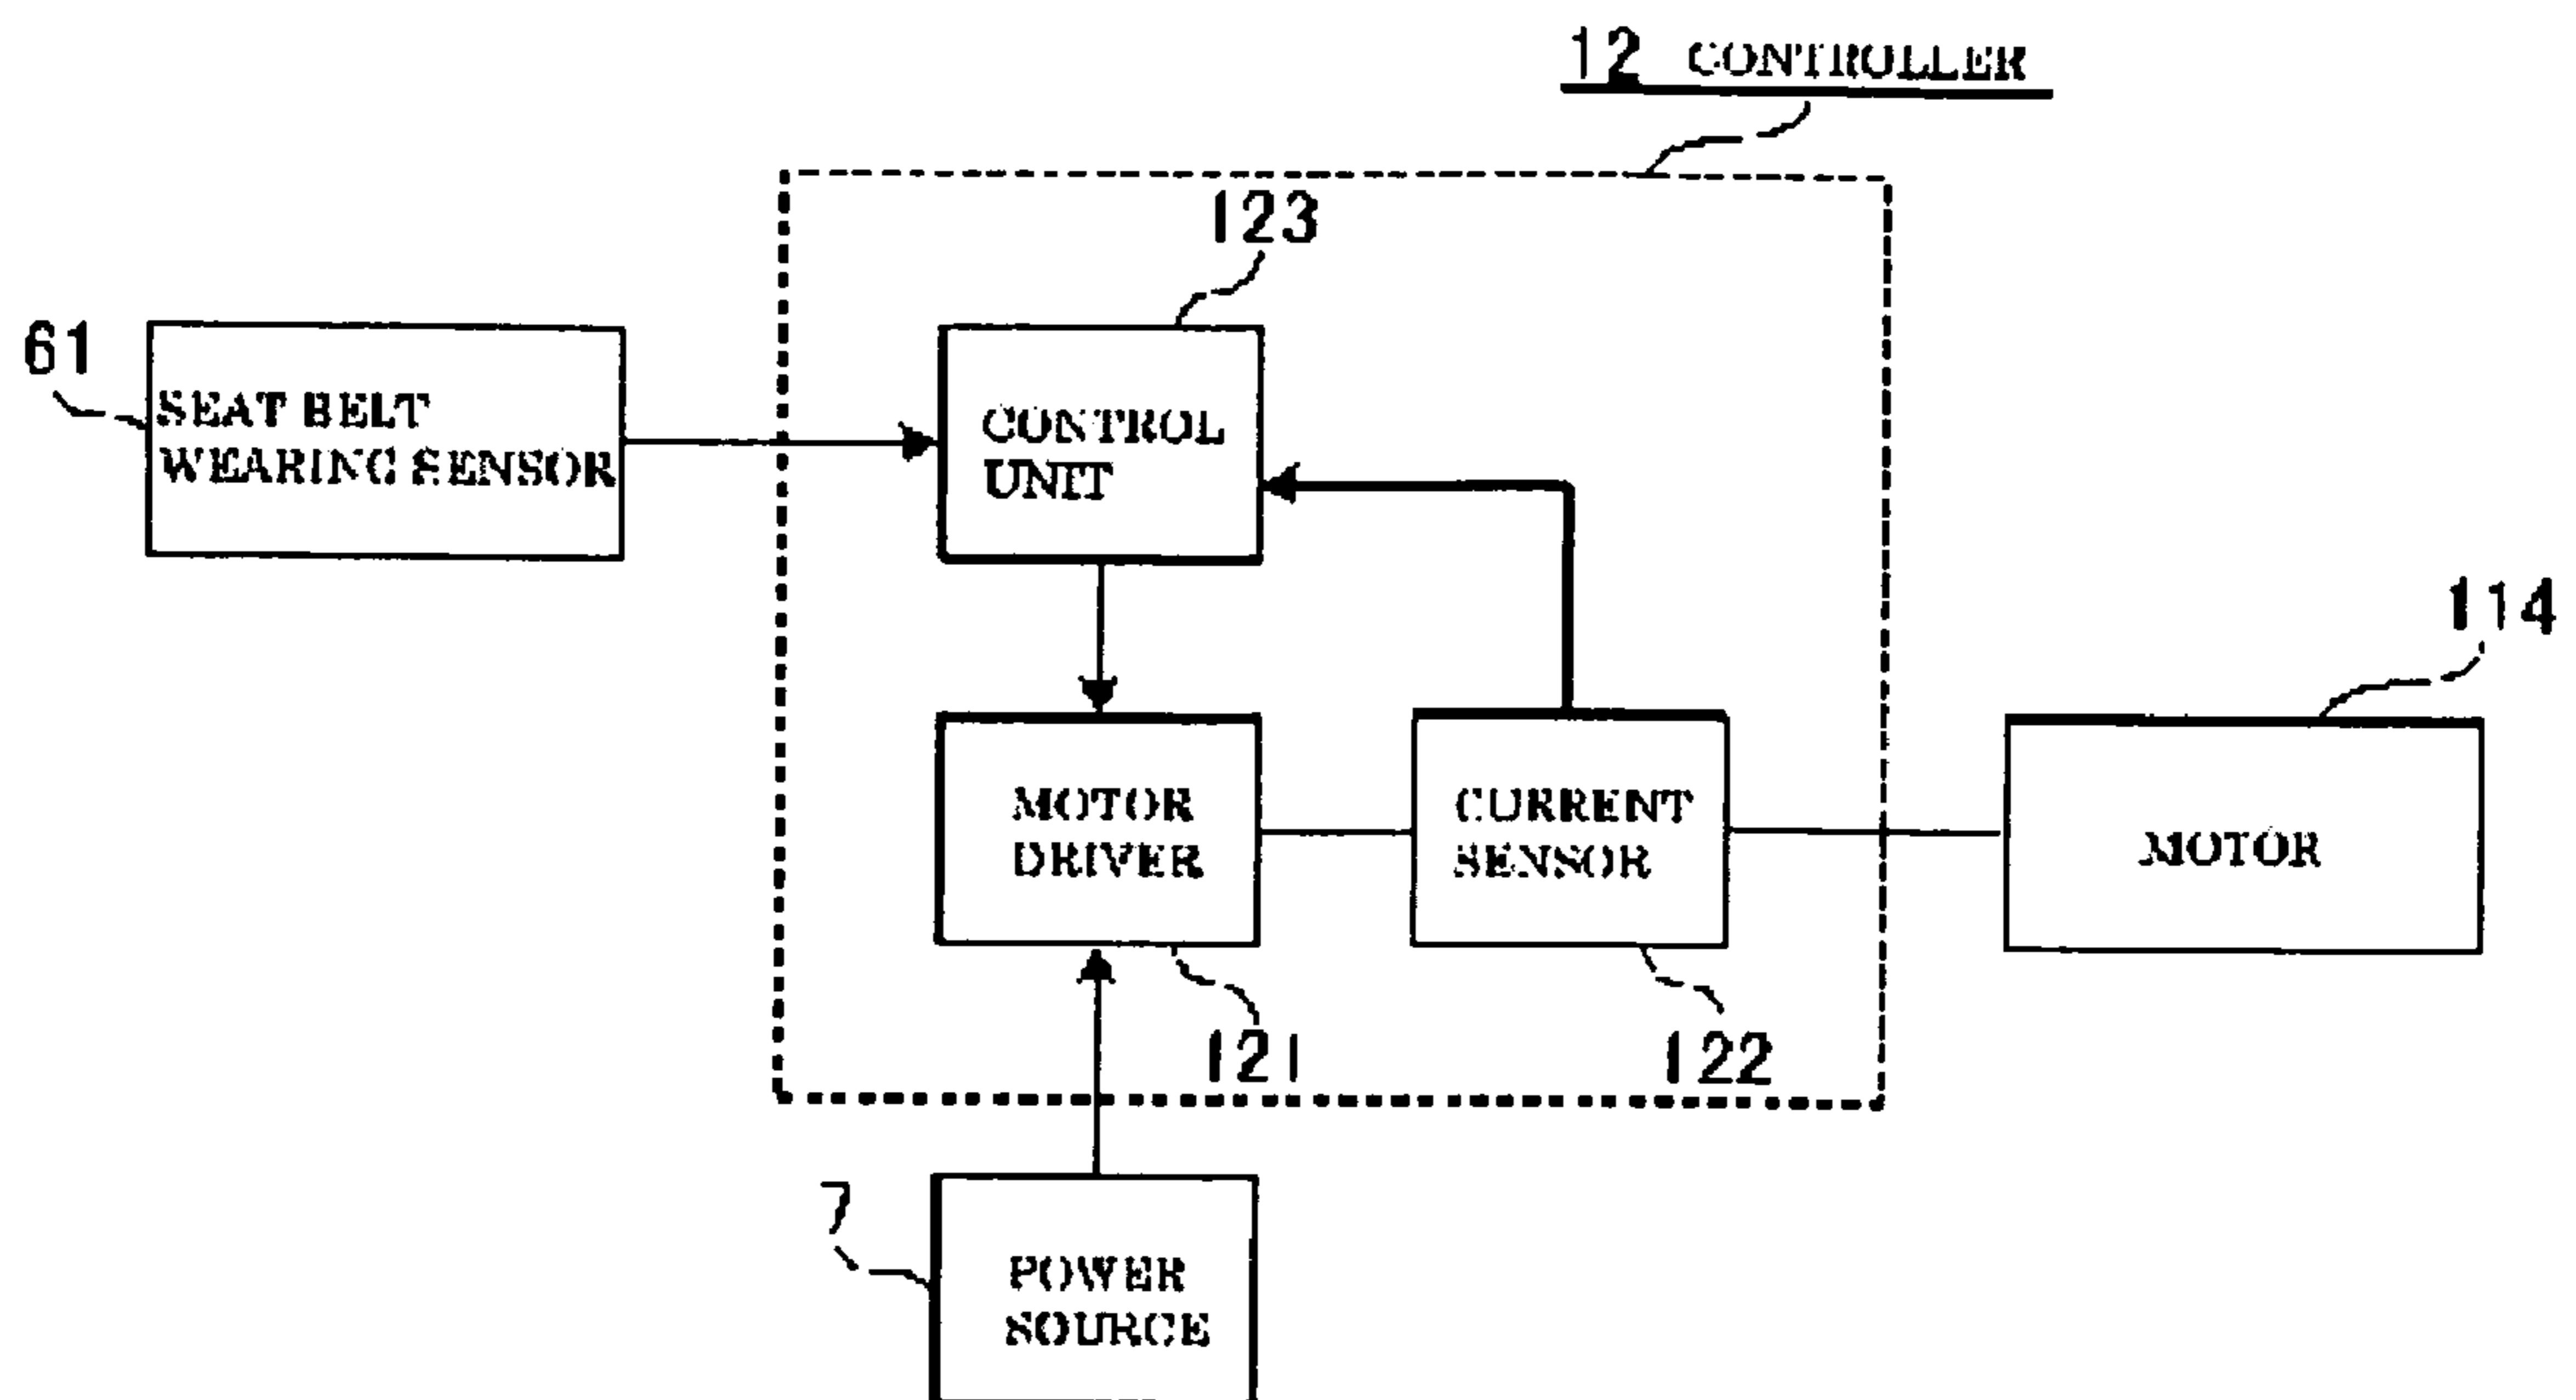 12 CONTROLLER
123
61
SEAT BELT
WEARING SENSOR
CONTROL
UNIT
114
MOTOR
DRIVER
CURRENT
SENSOR
MOTOR
121
122
7
POWER
SOURCE